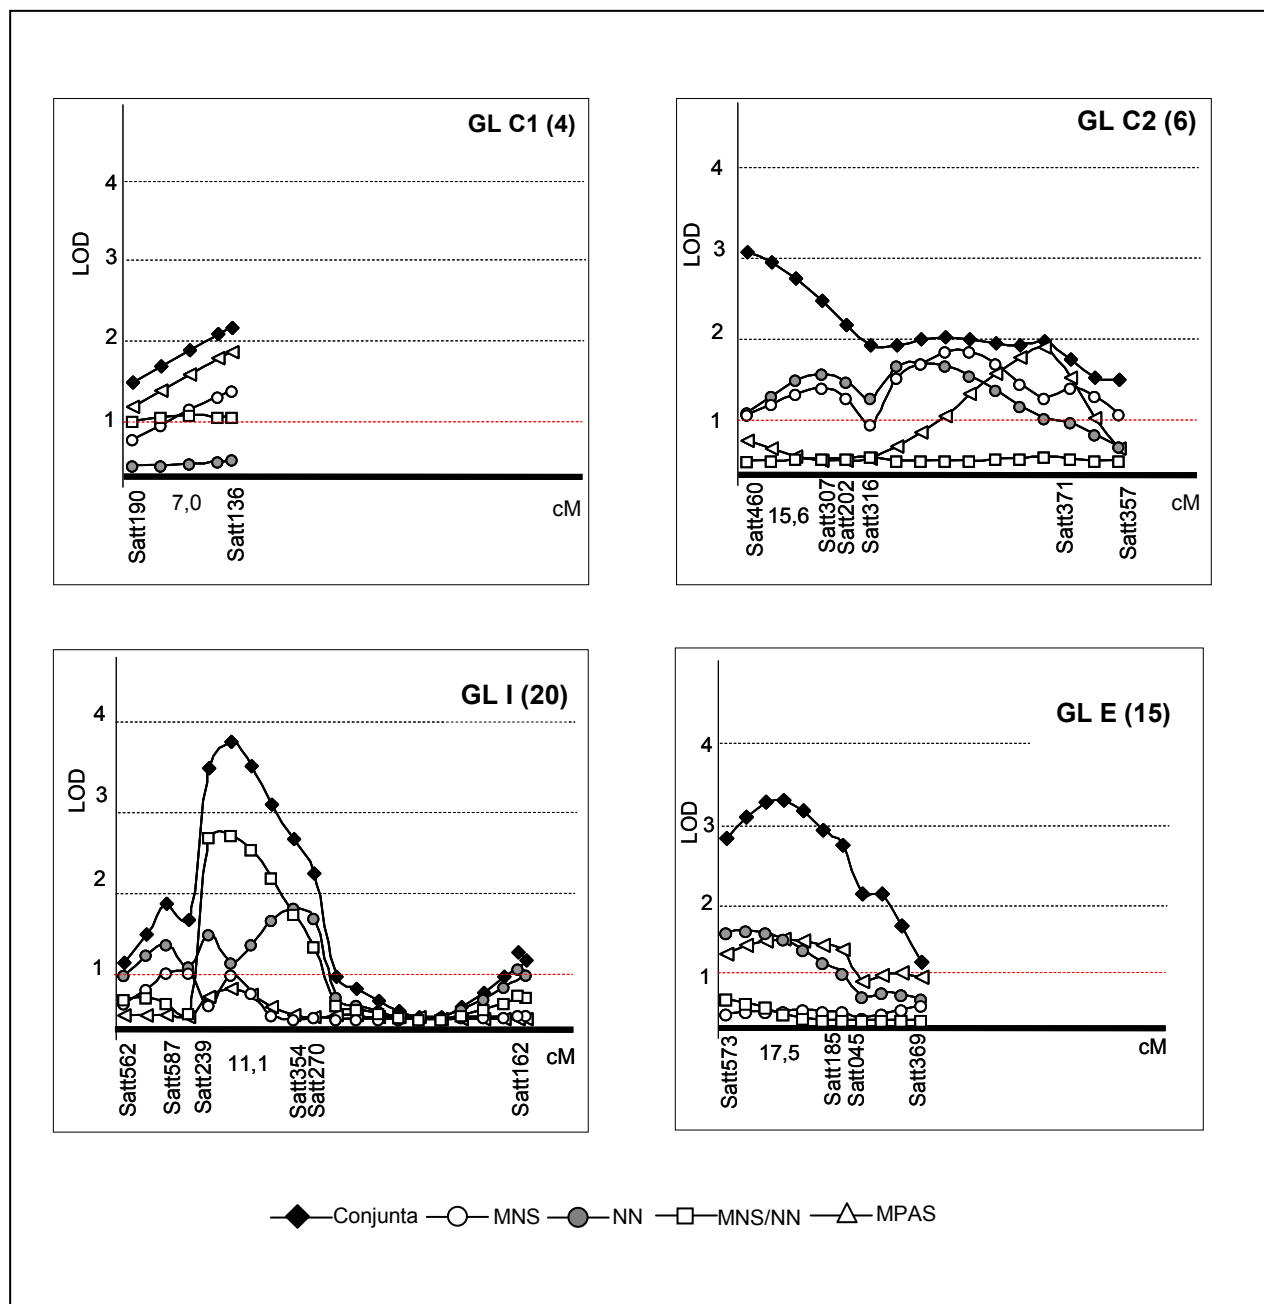 GL C1 (4)
4
3
2
1
LOD
Satt190
7,0
Satt136
cM
GL C2 (6)
4
3
2
1
LOD
Satt460
15,6
Satt307
Satt202
Satt316
Satt371
Satt357
cM
GL I (20)
4
3
2
1
LOD
Satt562
Satt587
Satt239
11,1
Satt354
Satt270
Satt162
cM
GL E (15)
4
3
2
1
LOD
Satt573
17,5
Satt185
Satt045
Satt369
cM
Conjunta MNS NN MNS/NN MPAS